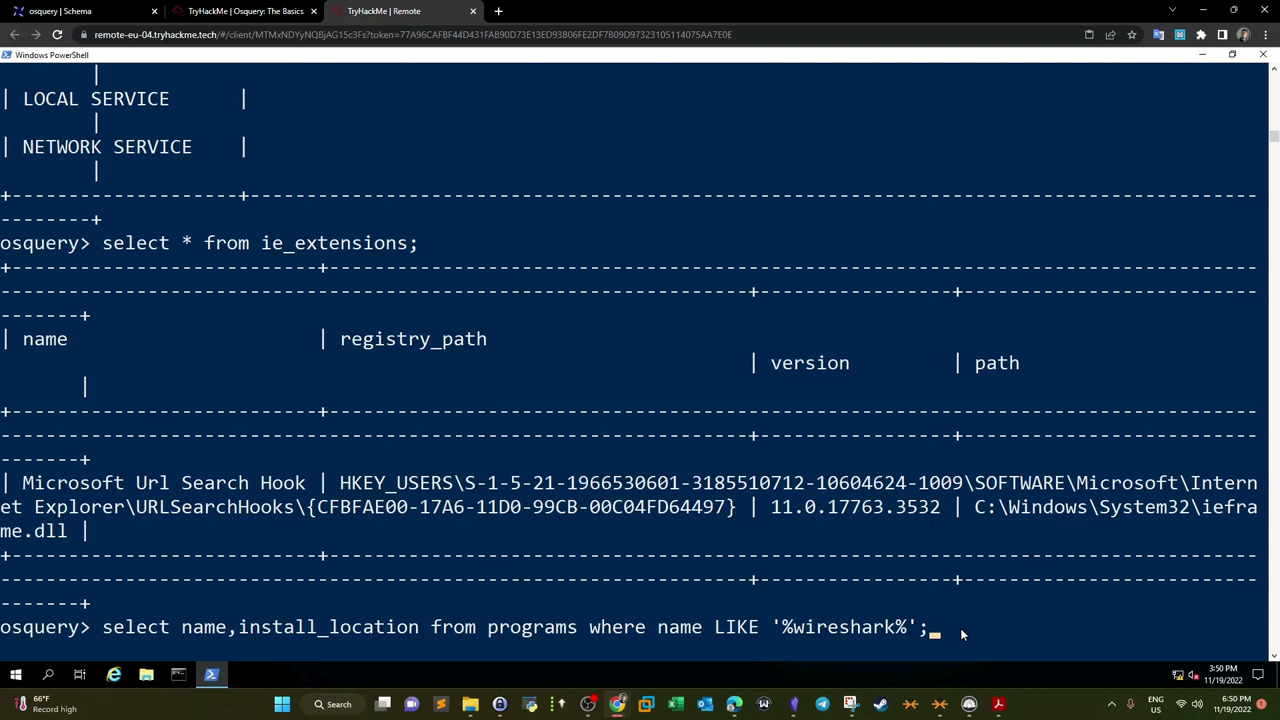 osquery | Schema
TryHackMe | Osquery: The Basics
TryHackMe | Remote
remote-eu-04.tryhackme.tech/#/client/MTMxNDYyNQBjAG15c3Fs?token=77A96CAFBF44D431AFD90D73E13ED93B06FE2DF7B09D97323105114075AA7E0E
Windows PowerShell
|
| LOCAL SERVICE |
|
| NETWORK SERVICE |
|
+---------------------+------------------------------------------------------------------------------------------
--------+
osquery> select * from ie_extensions;
+----------------------------+-----------------------------------------------------------------------------------
-------------------------------------------------------------------+-----------------+--------------------------
-------+
| name | registry_path
| version | path
|
+----------------------------+-----------------------------------------------------------------------------------
-------------------------------------------------------------------+-----------------+--------------------------
-------+
| Microsoft Url Search Hook | HKEY_USERS\S-1-5-21-1966530601-3185510712-10604624-1009\SOFTWARE\Microsoft\Intern
et Explorer\URLSearchHooks\{CFBFAE00-17A6-11D0-99CB-00C04FD64497} | 11.0.17763.3532 | C:\Windows\System32\iefra
me.dll |
+----------------------------+-----------------------------------------------------------------------------------
-------------------------------------------------------------------+-----------------+--------------------------
-------+
osquery> select name,install_location from programs where name LIKE '%wireshark%';
3:50 PM
11/19/2022
66°F
Record high
Search
ENG
US
6:50 PM
11/19/2022